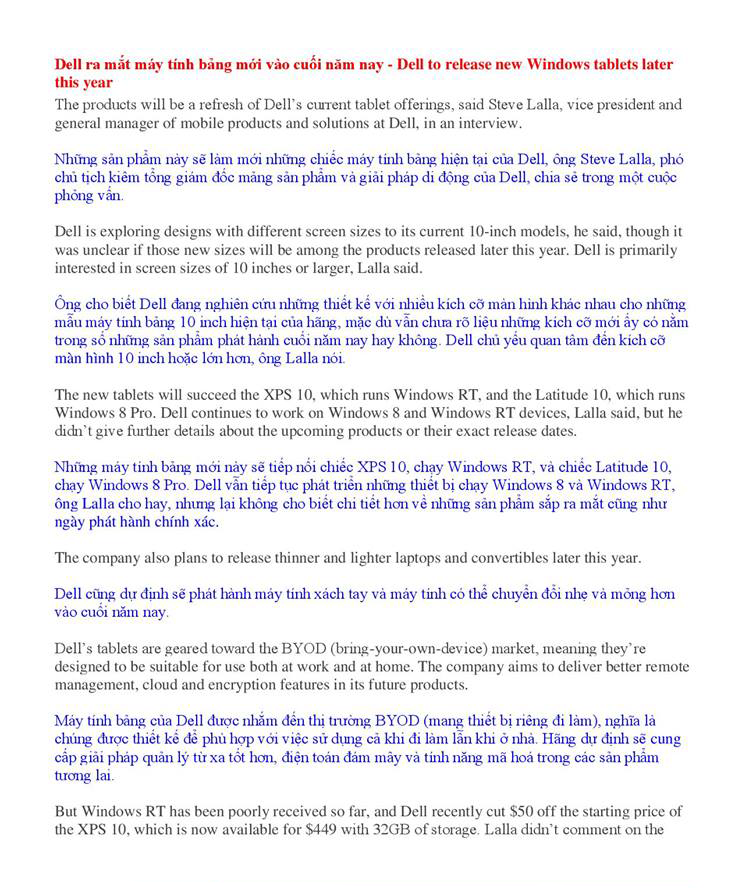 Dell ra mắt máy tính bảng mới vào cuối năm nay - Dell to release new Windows tablets later
this year
The products will be a refresh of Dell's current tablet offerings, said Steve Lalla, vice president and
general manager of mobile products and solutions at Dell, in an interview.
Những sản phẩm này sẽ làm mới những chiếc máy tính bảng hiện tại của Dell, ông Steve Lalla, phó
chủ tịch kiêm tổng giám đốc mảng sản phẩm và giải pháp di động của Dell, chia sẻ trong một cuộc
phỏng vấn.
Dell is exploring designs with different screen sizes to its current 10-inch models, he said, though it
was unclear if those new sizes will be among the products released later this year. Dell is primarily
interested in screen sizes of 10 inches or larger, Lalla said.
Ông cho biết Dell đang nghiên cứu những thiết kế với nhiều kích cỡ màn hình khác nhau cho những
mẫu máy tính bảng 10 inch hiện tại của hãng, mặc dù vẫn chưa rõ liệu những kích cỡ mới ấy có nằm
trong số những sản phẩm phát hành cuối năm nay hay không. Dell chủ yếu quan tâm đến kích cỡ
màn hình 10 inch hoặc lớn hơn, ông Lalla nói.
The new tablets will succeed the XPS 10, which runs Windows RT, and the Latitude 10, which runs
Windows 8 Pro. Dell continues to work on Windows 8 and Windows RT devices, Lalla said, but he
didn't give further details about the upcoming products or their exact release dates.
Những máy tính bảng mới này sẽ tiếp nối chiếc XPS 10, chạy Windows RT, và chiếc Latitude 10,
chạy Windows 8 Pro. Dell vẫn tiếp tục phát triển những thiết bị chạy Windows 8 và Windows RT,
ông Lalla cho hay, nhưng lại không cho biết chi tiết hơn về những sản phẩm sắp ra mắt cũng như
ngày phát hành chính xác.
The company also plans to release thinner and lighter laptops and convertibles later this year.
Dell cũng dự định sẽ phát hành máy tính xách tay và máy tính có thể chuyển đổi nhẹ và mỏng hơn
vào cuối năm nay.
Dell's tablets are geared toward the BYOD (bring-your-own-device) market, meaning they're
designed to be suitable for use both at work and at home. The company aims to deliver better remote
management, cloud and encryption features in its future products.
Máy tính bảng của Dell được nhắm đến thị trường BYOD (mang thiết bị riêng đi làm), nghĩa là
chúng được thiết kế để phù hợp với việc sử dụng cả khi đi làm lẫn khi ở nhà. Hãng dự định sẽ cung
cấp giải pháp quản lý từ xa tốt hơn, điện toán đám mây và tính năng mã hoá trong các sản phẩm
tương lai.
But Windows RT has been poorly received so far, and Dell recently cut $50 off the starting price of
the XPS 10, which is now available for $449 with 32GB of storage. Lalla didn't comment on the